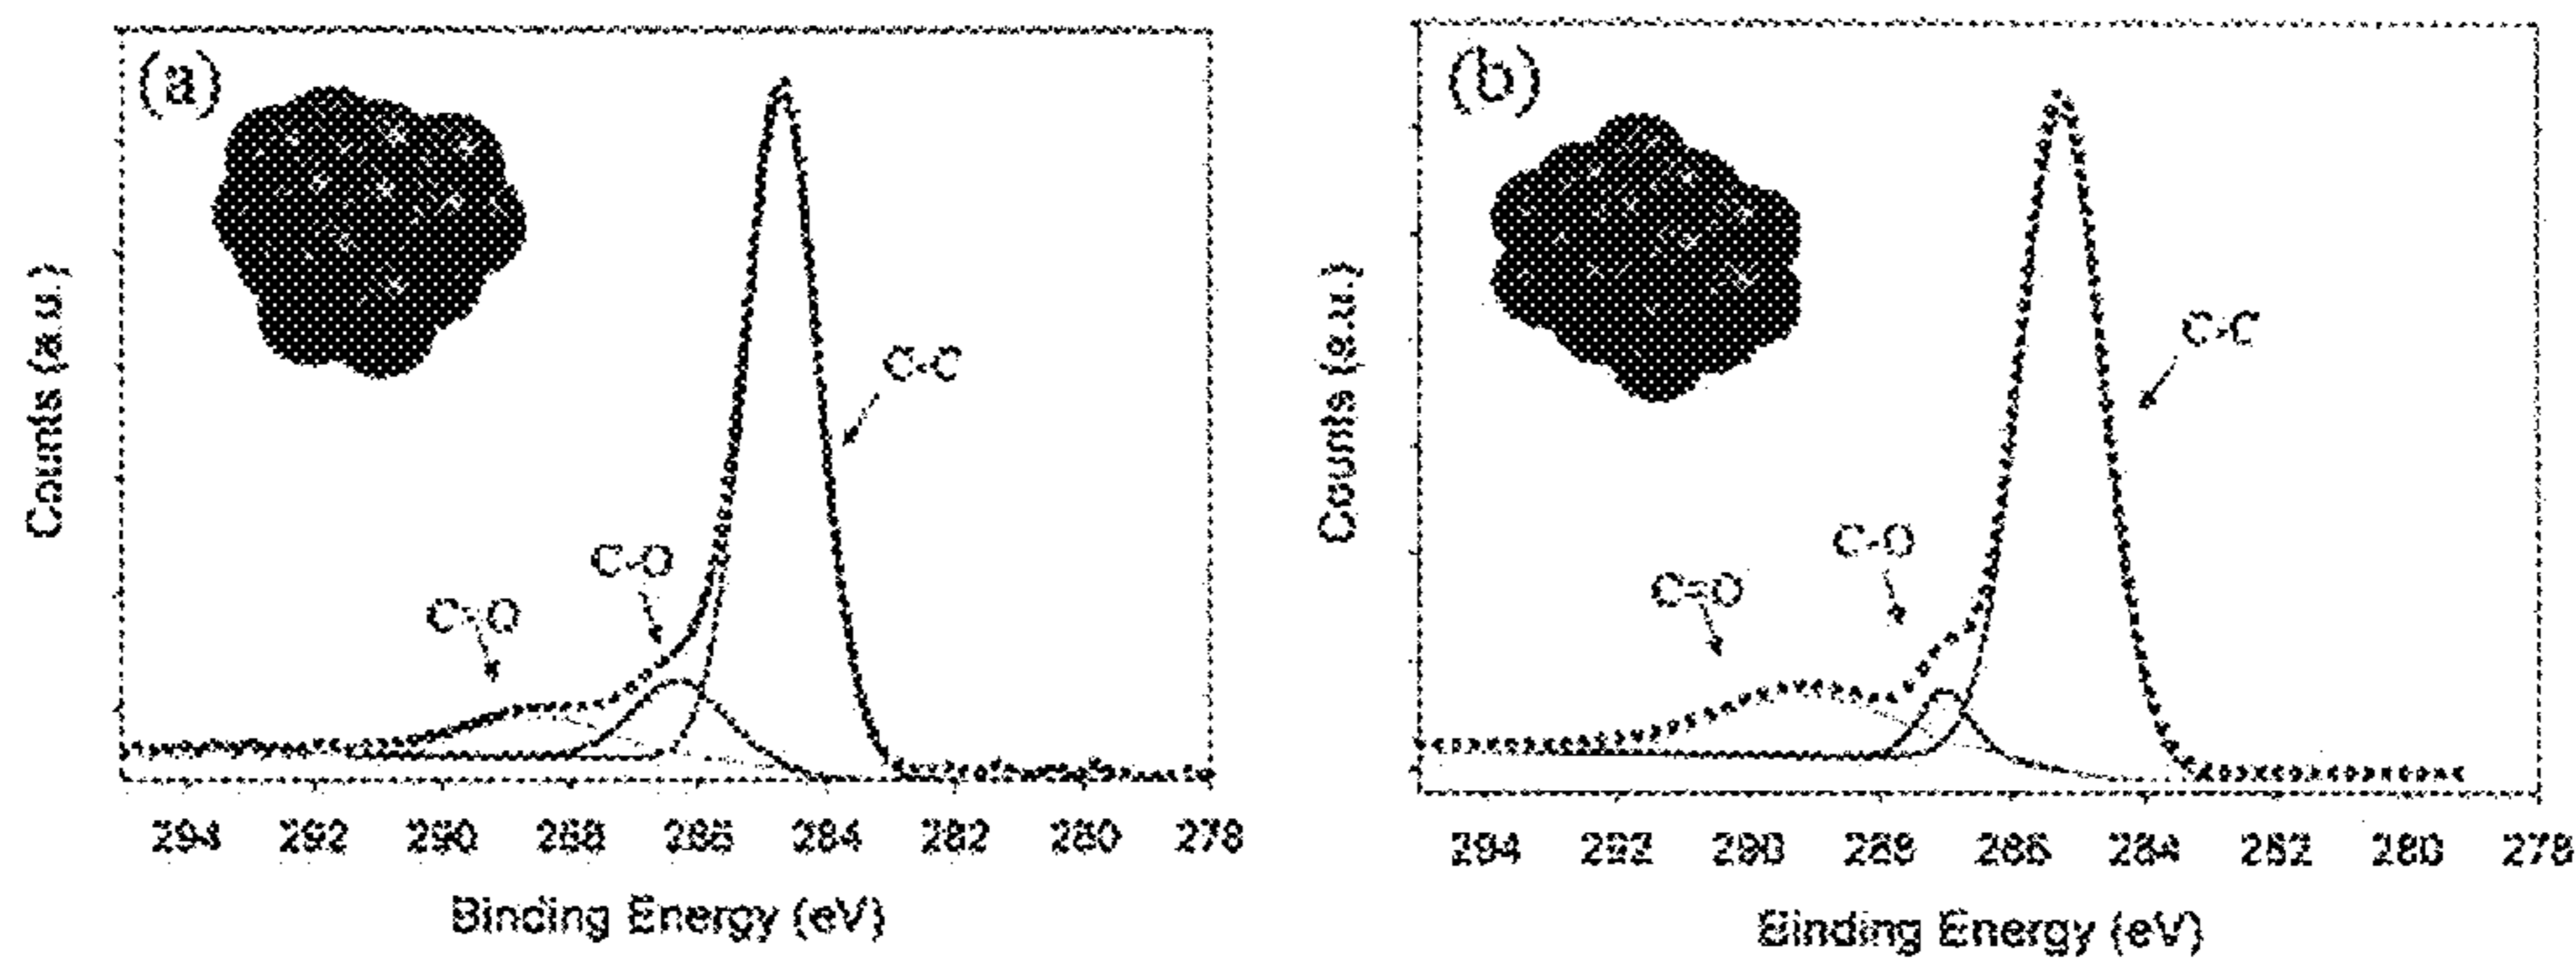 (a)
Counts (a.u.)
C-C
C-O
C=O
294 292 290 288 286 284 282 280 278
Binding Energy (eV)
(b)
Counts (a.u.)
C-C
C-O
C=O
294 292 290 288 286 284 282 280 278
Binding Energy (eV)